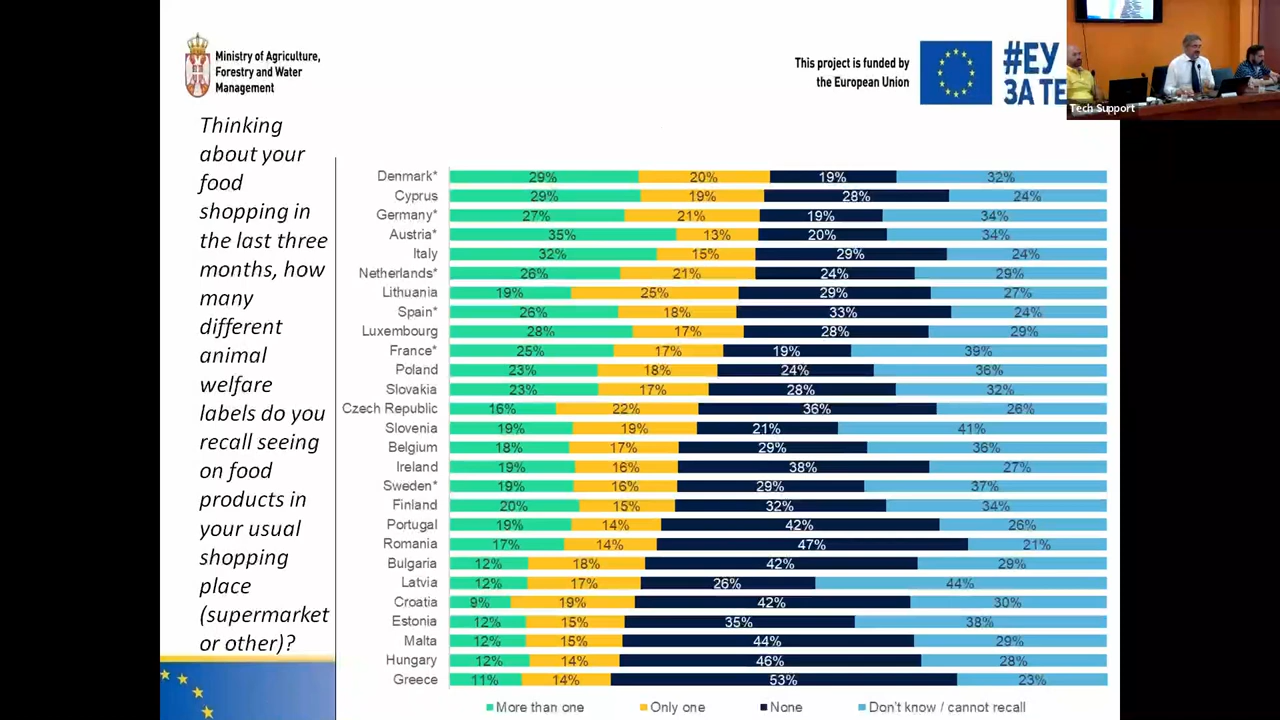 Ministry of Agriculture,
Forestry and Water
Management
This project is funded by
the European Union
#ЕУ
ЗА ТЕ
Tech Support
Thinking
about your
food
shopping in
the last three
months, how
many
different
animal
welfare
labels do you
recall seeing
on food
products in
your usual
shopping
place
(supermarket
or other)?
Denmark* 29% 20% 19% 32%
Cyprus 29% 19% 28% 24%
Germany* 27% 21% 19% 34%
Austria* 35% 13% 20% 34%
Italy 32% 15% 29% 24%
Netherlands* 26% 21% 24% 29%
Lithuania 19% 25% 29% 27%
Spain* 26% 18% 33% 24%
Luxembourg 28% 17% 28% 29%
France* 25% 17% 19% 39%
Poland 23% 18% 24% 36%
Slovakia 23% 17% 28% 32%
Czech Republic 16% 22% 36% 26%
Slovenia 19% 19% 21% 41%
Belgium 18% 17% 29% 36%
Ireland 19% 16% 38% 27%
Sweden* 19% 16% 29% 37%
Finland 20% 15% 32% 34%
Portugal 19% 14% 42% 26%
Romania 17% 14% 47% 21%
Bulgaria 12% 18% 42% 29%
Latvia 12% 17% 26% 44%
Croatia 9% 19% 42% 30%
Estonia 12% 15% 35% 38%
Malta 12% 15% 44% 29%
Hungary 12% 14% 46% 28%
Greece 11% 14% 53% 23%
More than one Only one None Don't know / cannot recall